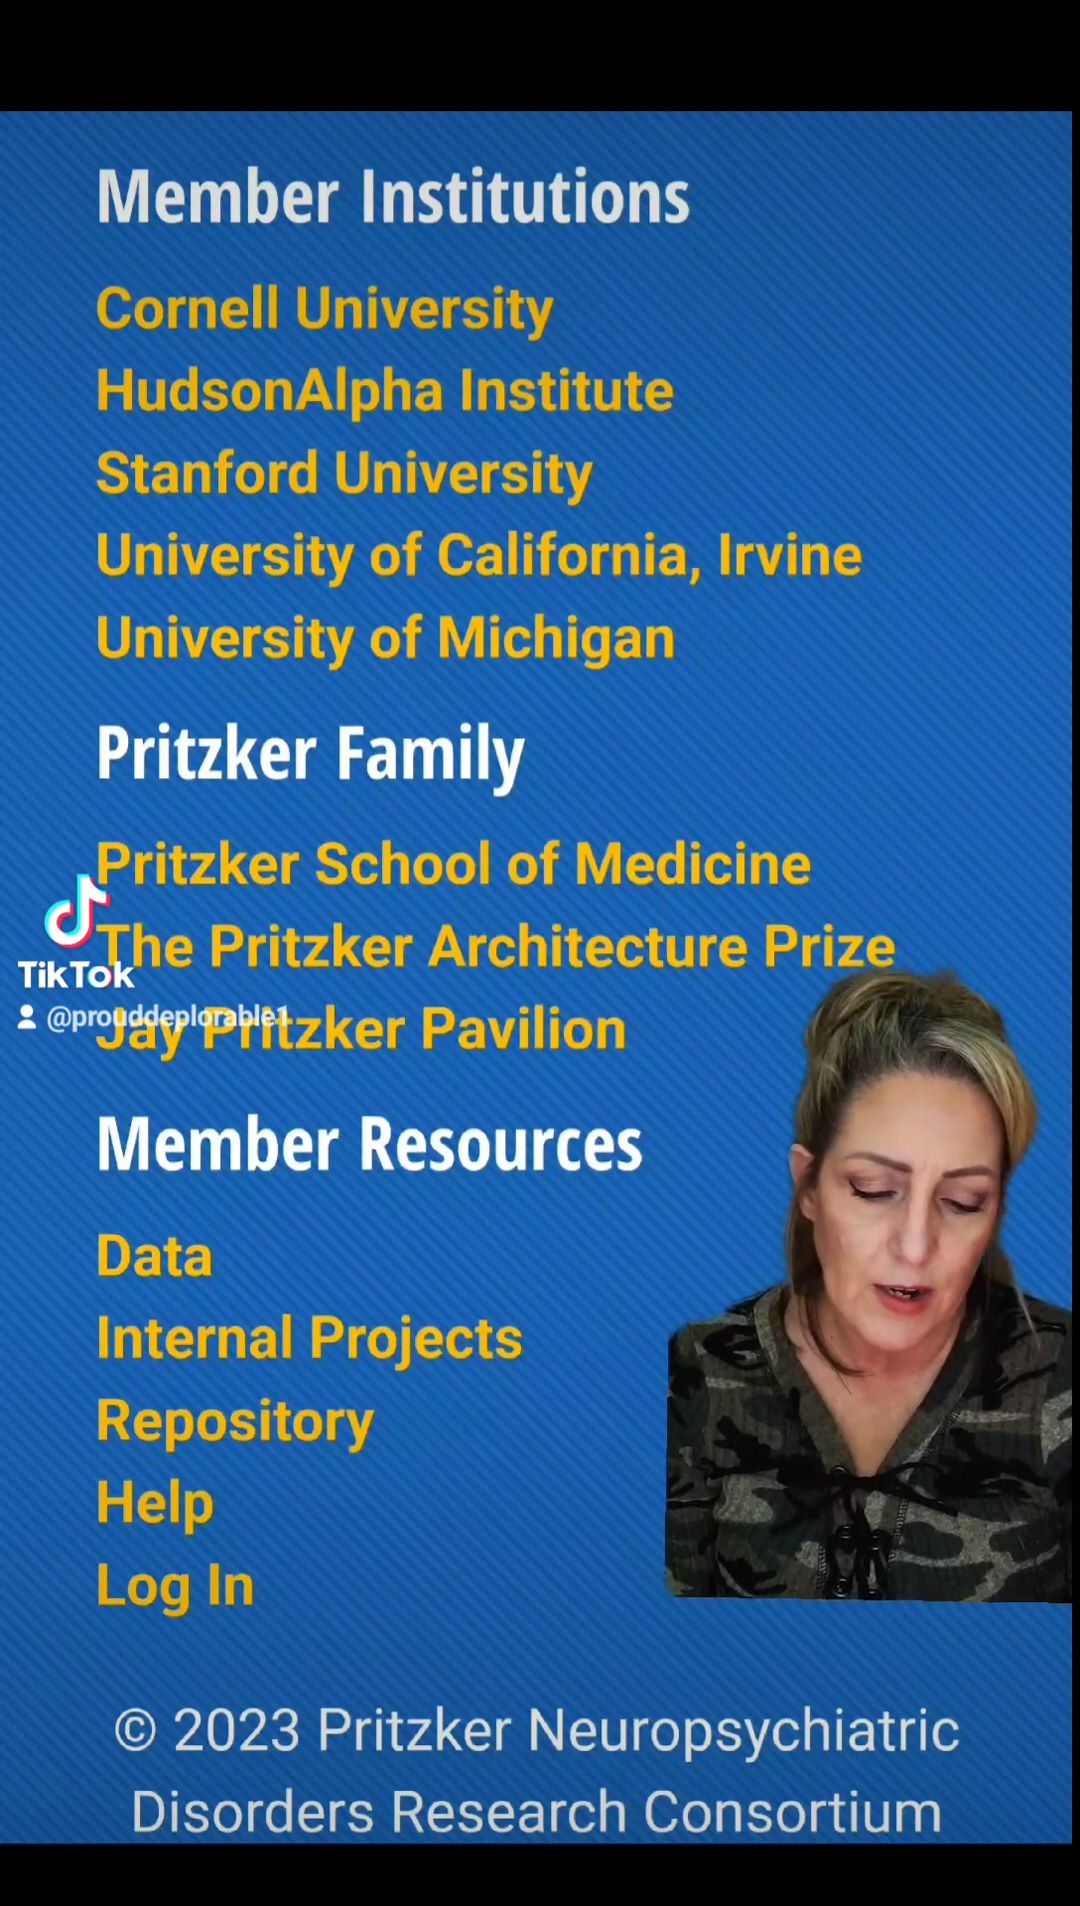 Member Institutions
Cornell University
HudsonAlpha Institute
Stanford University
University of California, Irvine
University of Michigan
Pritzker Family
Pritzker School of Medicine
The Pritzker Architecture Prize
TikTok
@prouddeplorable1
Jay Pritzker Pavilion
Member Resources
Data
Internal Projects
Repository
Help
Log In
© 2023 Pritzker Neuropsychiatric
Disorders Research Consortium